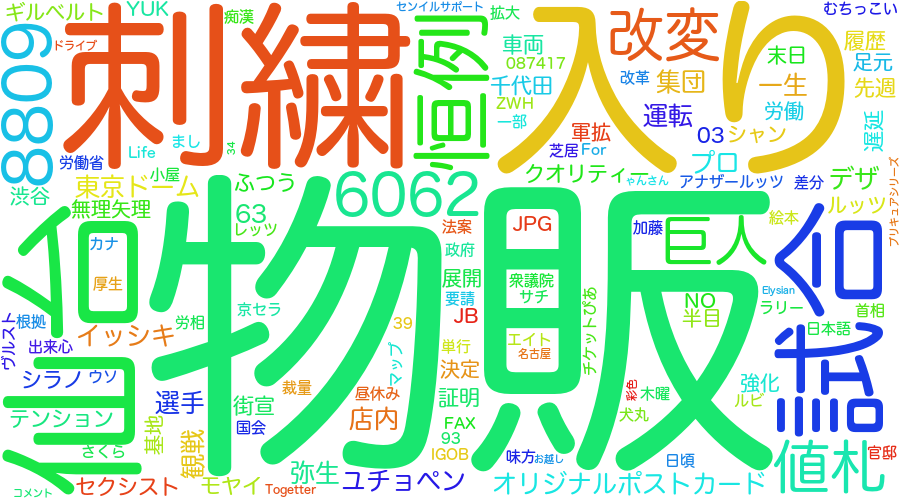 ギルベルト
YUK
痴漢
センイルサポート
拡大
むちっこい
ドライブ
8809
刺繍
恒例
入り
改変
車両
087417
末日
履歴
足元
千代田
改革
集団
一生
先週
ZWH
一部
軍拡
運転
労働
03
シャン
遅延
芝居
For
プロ
まし
34
Life
労働省
小屋
渋谷
東京ドーム
ふつう
クオリティー
やんさん
アナザールッツ
差分
デザ
プリキュアシリーズ
無理矢理
63
レッツ
6062
法案
JPG
加藤
巨人
絵本
ルッツ
仙台
カナ
厚生
物販
政府
展開
衆議院
サチ
要請
試合
Elysian
ラリー
首相
NO
半目
日本語
ヴルスト
根拠
イッシキ
労相
京セラ
39
JB
エイト
名古屋
チケットぴあ
出来心
マップ
単行
決定
シラノ
ウソ
裁量
昼休み
証明
彩色
木曜
強化
ルビ
テンション
選手
街宣
店内
FAX
犬丸
基地
国会
93
さくら
観戦
IGOB
味方
お越し
日頃
値札
官邸
コメント
セクシスト
モヤイ
Togetter
弥生
ユチョペン
オリジナルポストカード